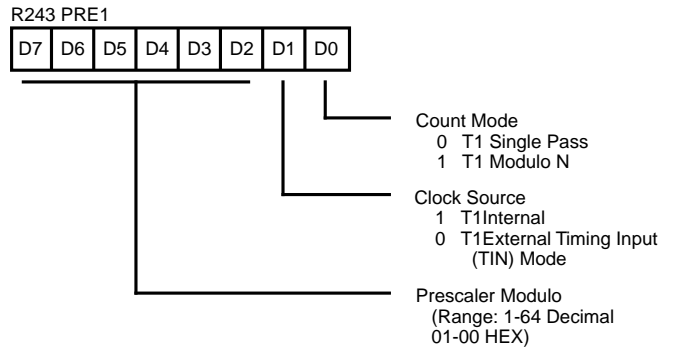 R243 PRE1
D7 D6 D5 D4 D3 D2 D1 D0
Count Mode
0 T1 Single Pass
1 T1 Modulo N
Clock Source
1 T1Internal
0 T1External Timing Input
(TIN) Mode
Prescaler Modulo
(Range: 1-64 Decimal
01-00 HEX)